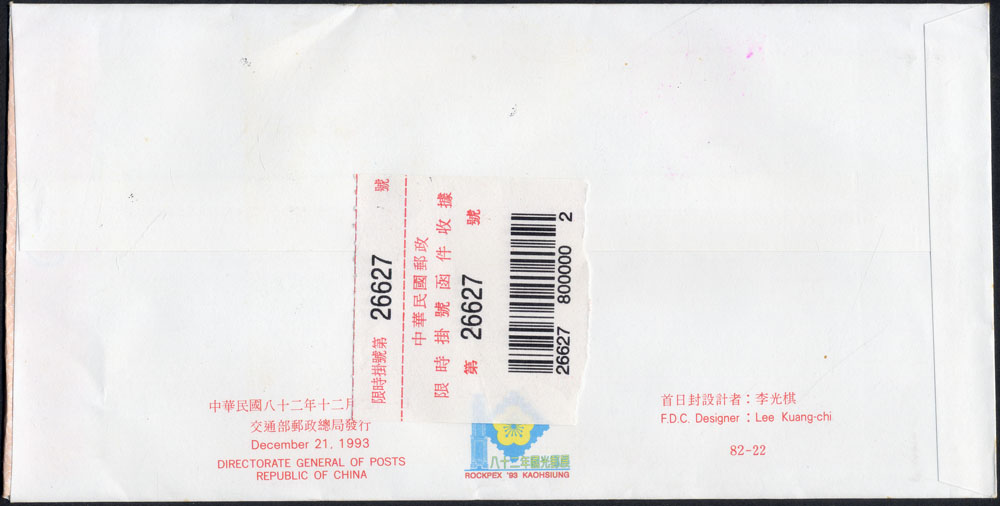 限時掛號第 26627 號
中華民國郵政
限時掛號函件收據
第 26627 號
26627 800000 2
中華民國八十二年十二月
交通部郵政總局發行
December 21, 1993
DIRECTORATE GENERAL OF POSTS
REPUBLIC OF CHINA
八十二年國光郵展
ROCKPEX '93 KAOHSIUNG
首日封設計者：李光棋
F.D.C. Designer : Lee Kuang-chi
82-22